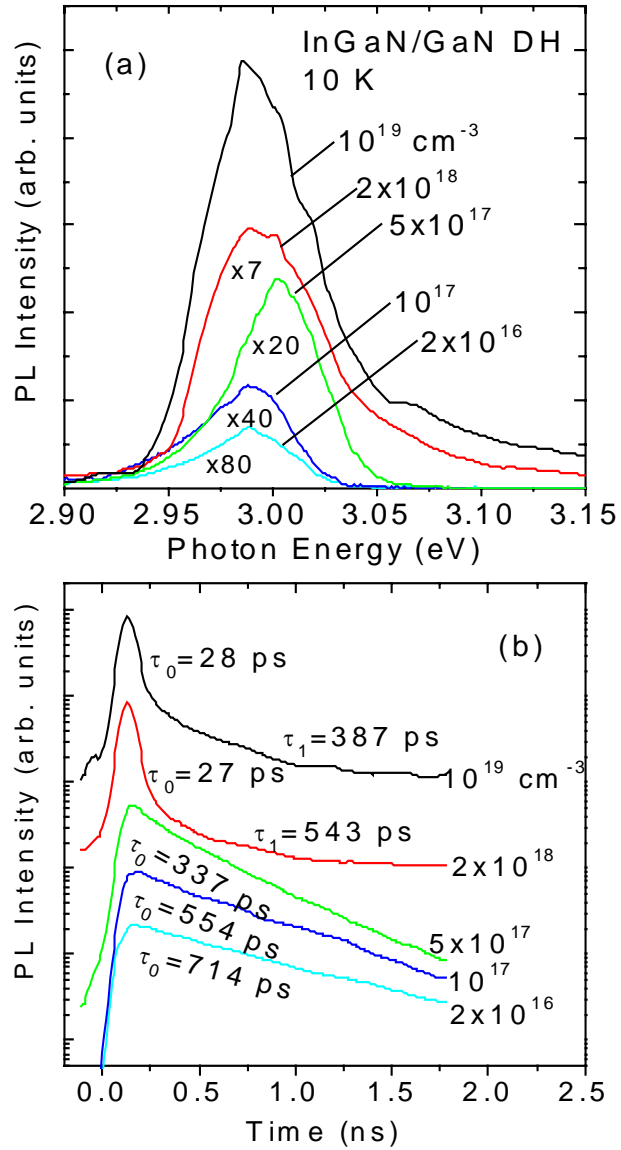 (a)
InGaN/GaN DH
10 K
10¹⁹ cm⁻³
2x10¹⁸
5x10¹⁷
10¹⁷
2x10¹⁶
x7
x20
x40
x80
PL Intensity (arb. units)
2.90 2.95 3.00 3.05 3.10 3.15
Photon Energy (eV)
(b)
τ₀=28 ps
τ₁=387 ps
10¹⁹ cm⁻³
τ₀=27 ps
τ₁=543 ps
2x10¹⁸
τ₀=337 ps
τ₀=554 ps
τ₀=714 ps
5x10¹⁷
10¹⁷
2x10¹⁶
PL Intensity (arb. units)
0.0 0.5 1.0 1.5 2.0 2.5
Time (ns)